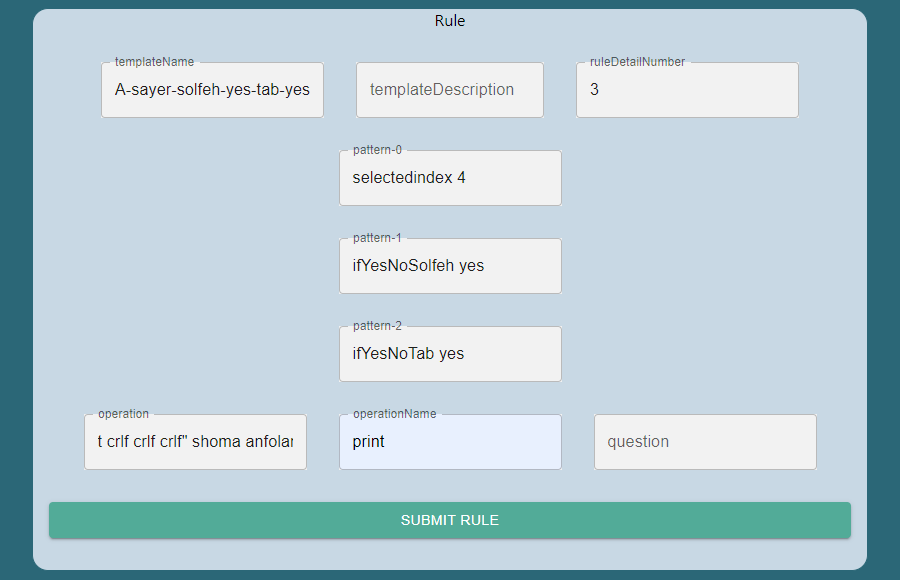 Rule
templateName
A-sayer-solfeh-yes-tab-yes
templateDescription
ruleDetailNumber
3
pattern-0
selectedindex 4
pattern-1
ifYesNoSolfeh yes
pattern-2
ifYesNoTab yes
operation
t crlf crlf crlf" shoma anfolar
operationName
print
question
SUBMIT RULE